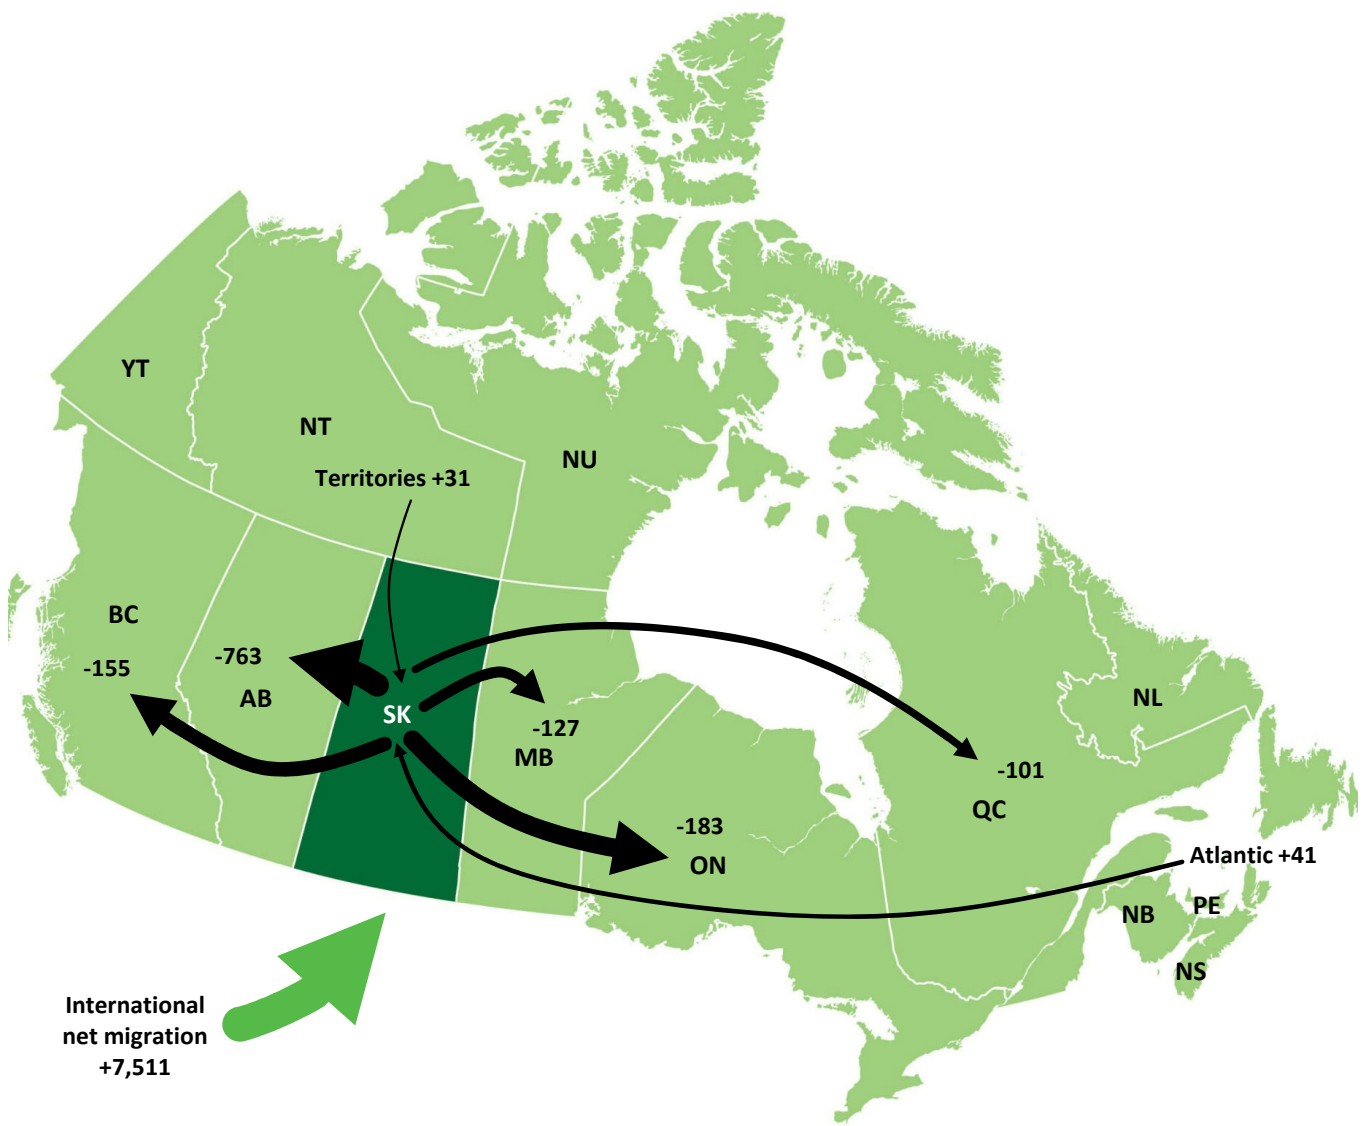 YT
NT
NU
Territories +31
BC
-155
-763
AB
SK
-127
MB
NL
-101
QC
-183
ON
Atlantic +41
NB
PE
NS
International
net migration
+7,511